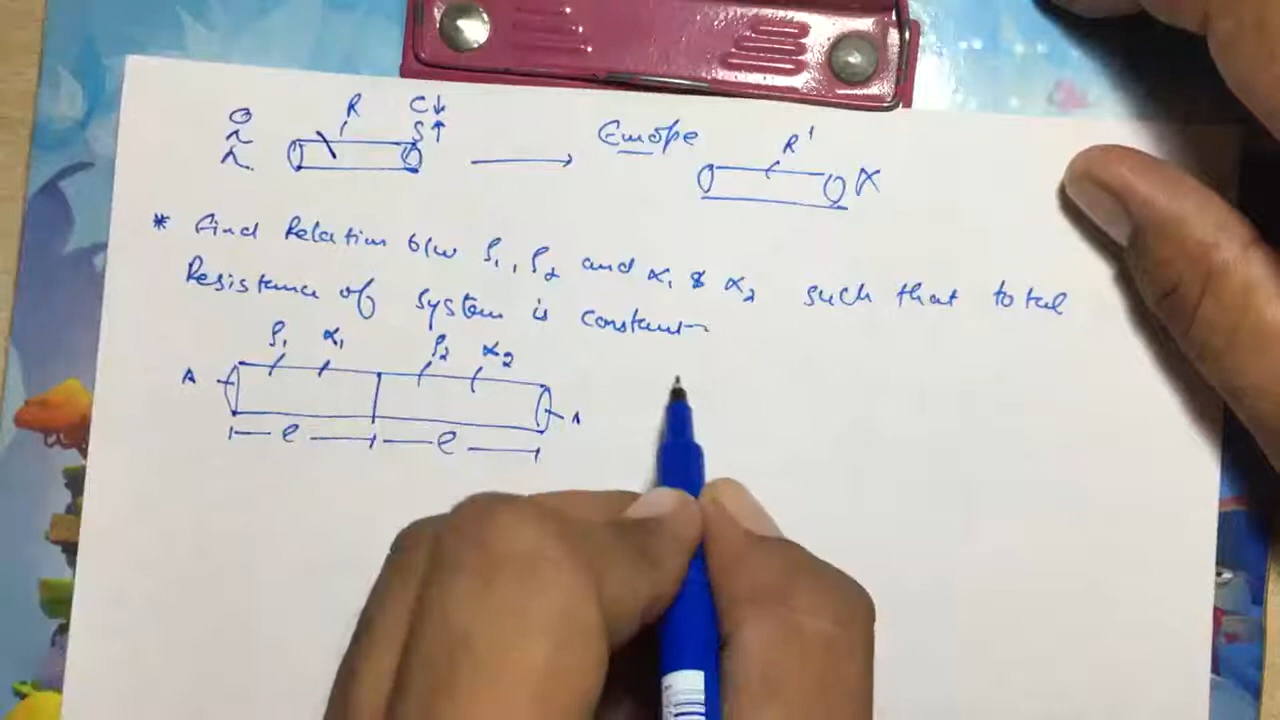 R C↓
S↑
Europe R'
* find Relation b/w ρ₁, ρ₂ and α₁ & α₂ such that total
Resistance of system is constant
ρ₁ α₁ ρ₂ α₂
A A
l l